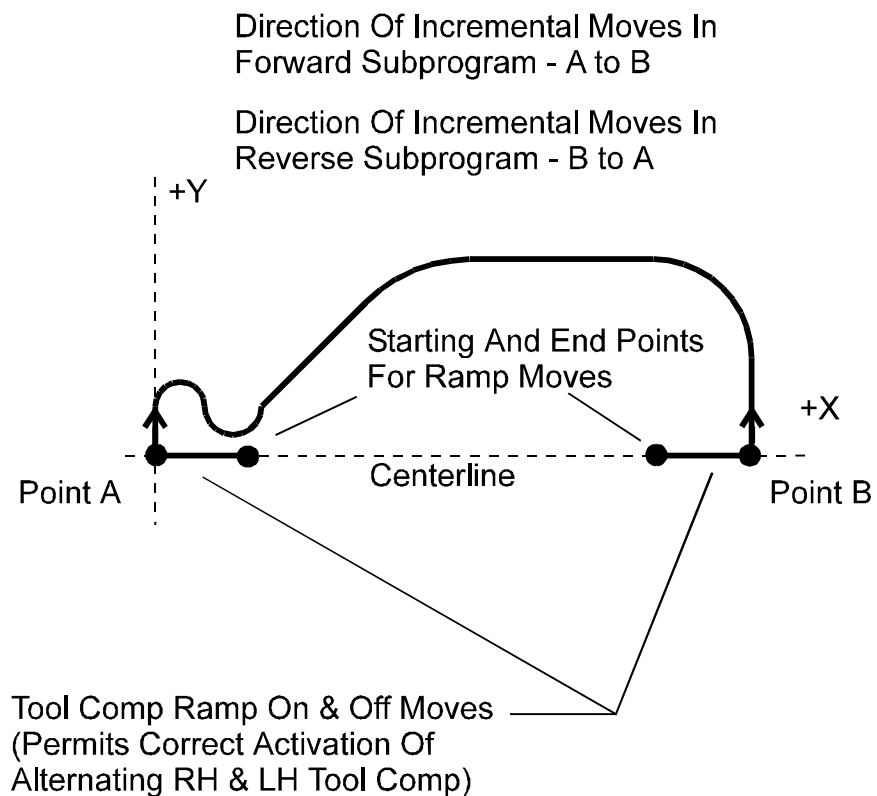 Direction Of Incremental Moves In
Forward Subprogram - A to B
Direction Of Incremental Moves In
Reverse Subprogram - B to A
+Y
Starting And End Points
For Ramp Moves
+X
Centerline
Point A
Point B
Tool Comp Ramp On & Off Moves
(Permits Correct Activation Of
Alternating RH & LH Tool Comp)